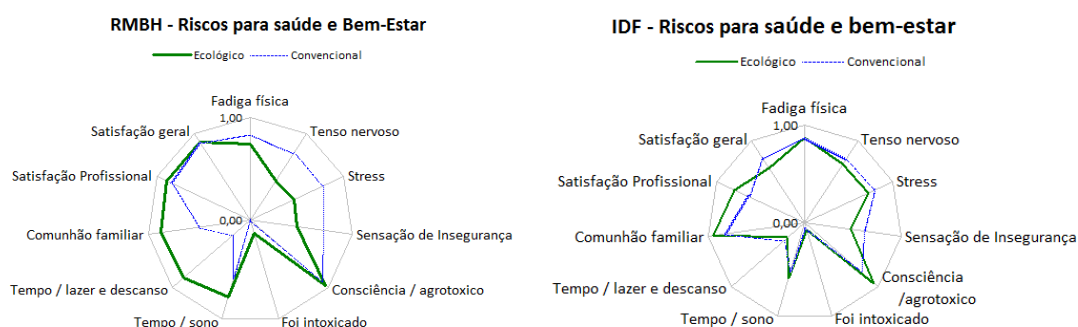 RMBH - Riscos para saúde e Bem-Estar
Ecológico
Convencional
Fadiga física
1,00
Satisfação geral
Tenso nervoso
Satisfação Profissional
Stress
0,00
Comunhão familiar
Sensação de Insegurança
Tempo / lazer e descanso
Consciência / agrotoxico
Tempo / sono
Foi intoxicado
IDF - Riscos para saúde e bem-estar
Ecológico
Convencional
Fadiga física
1,00
Satisfação geral
Tenso nervoso
Satisfação Profissional
Stress
0,00
Comunhão familiar
Sensação de Insegurança
Consciência
/agrotoxico
Tempo / lazer e descanso
Tempo / sono
Foi intoxicado